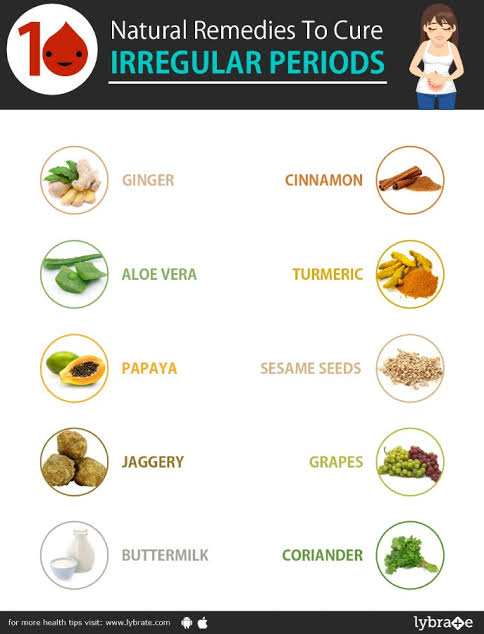 10 Natural Remedies To Cure
IRREGULAR PERIODS
GINGER
CINNAMON
ALOE VERA
TURMERIC
PAPAYA
SESAME SEEDS
JAGGERY
GRAPES
BUTTERMILK
CORIANDER
for more health tips visit: www.lybrate.com
lybrate